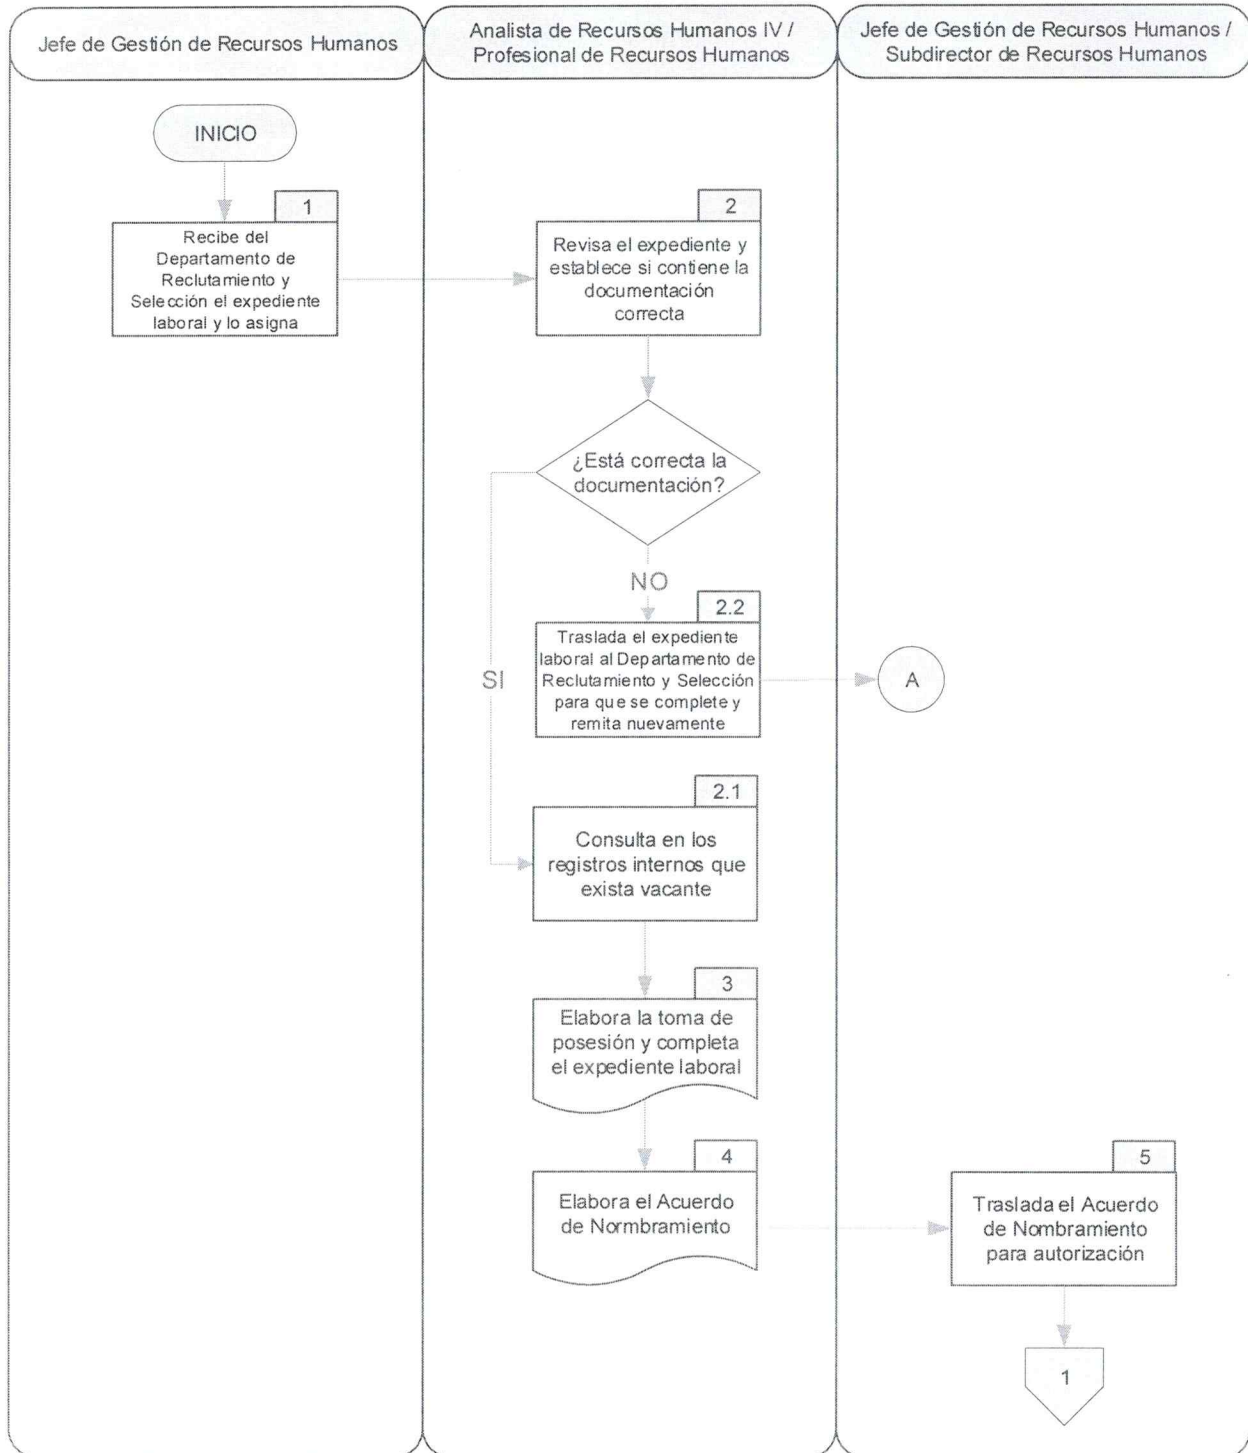 Jefe de Gestión de Recursos Humanos
Analista de Recursos Humanos IV /
Profesional de Recursos Humanos
Jefe de Gestión de Recursos Humanos /
Subdirector de Recursos Humanos
INICIO
1
Recibe del
Departamento de
Reclutamiento y
Selección el expediente
laboral y lo asigna
2
Revisa el expediente y
establece si contiene la
documentación
correcta
¿Está correcta la
documentación?
NO
SI
2.2
Traslada el expediente
laboral al Departamento de
Reclutamiento y Selección
para que se complete y
remita nuevamente
A
2.1
Consulta en los
registros internos que
exista vacante
3
Elabora la toma de
posesión y completa
el expediente laboral
4
Elabora el Acuerdo
de Normbramiento
5
Traslada el Acuerdo
de Nombramiento
para autorización
1